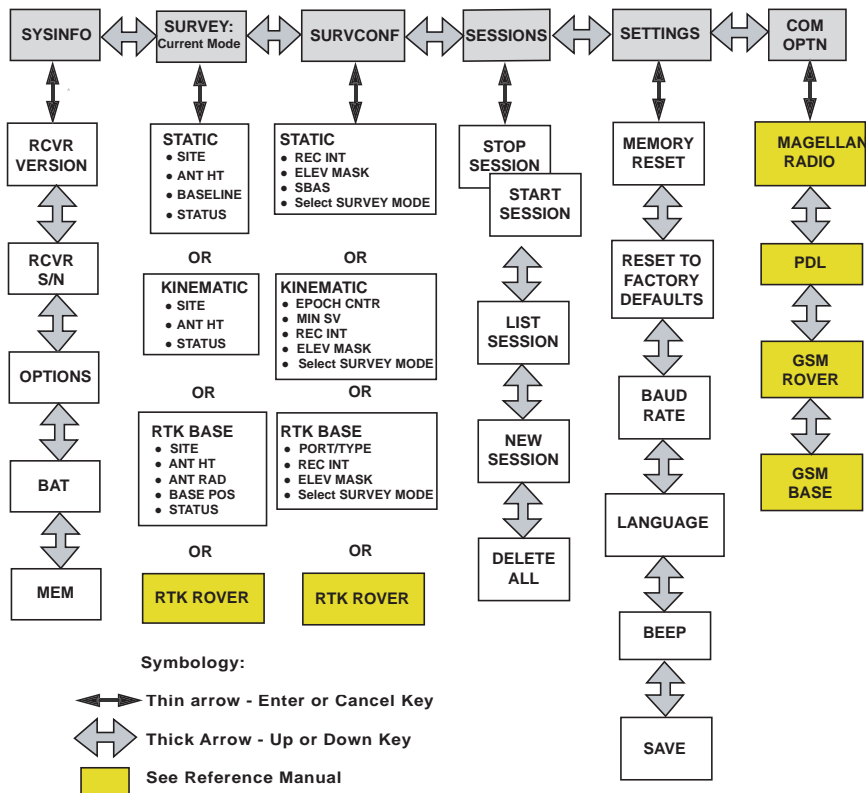 SYSINFO
SURVEY:
Current Mode
SURVCONF
SESSIONS
SETTINGS
COM
OPTN
RCVR
VERSION
RCVR
S/N
OPTIONS
BAT
MEM
STATIC
● SITE
● ANT HT
● BASELINE
● STATUS
OR
KINEMATIC
● SITE
● ANT HT
● STATUS
OR
RTK BASE
● SITE
● ANT HT
● ANT RAD
● BASE POS
● STATUS
OR
RTK ROVER
STATIC
● REC INT
● ELEV MASK
● SBAS
● Select SURVEY MODE
OR
KINEMATIC
● EPOCH CNTR
● MIN SV
● REC INT
● ELEV MASK
● Select SURVEY MODE
OR
RTK BASE
● PORT/TYPE
● REC INT
● ELEV MASK
● Select SURVEY MODE
OR
RTK ROVER
STOP
SESSION
START
SESSION
LIST
SESSION
NEW
SESSION
DELETE
ALL
MEMORY
RESET
RESET TO
FACTORY
DEFAULTS
BAUD
RATE
LANGUAGE
BEEP
SAVE
MAGELLAN
RADIO
PDL
GSM
ROVER
GSM
BASE
Symbology:
Thin arrow - Enter or Cancel Key
Thick Arrow - Up or Down Key
See Reference Manual